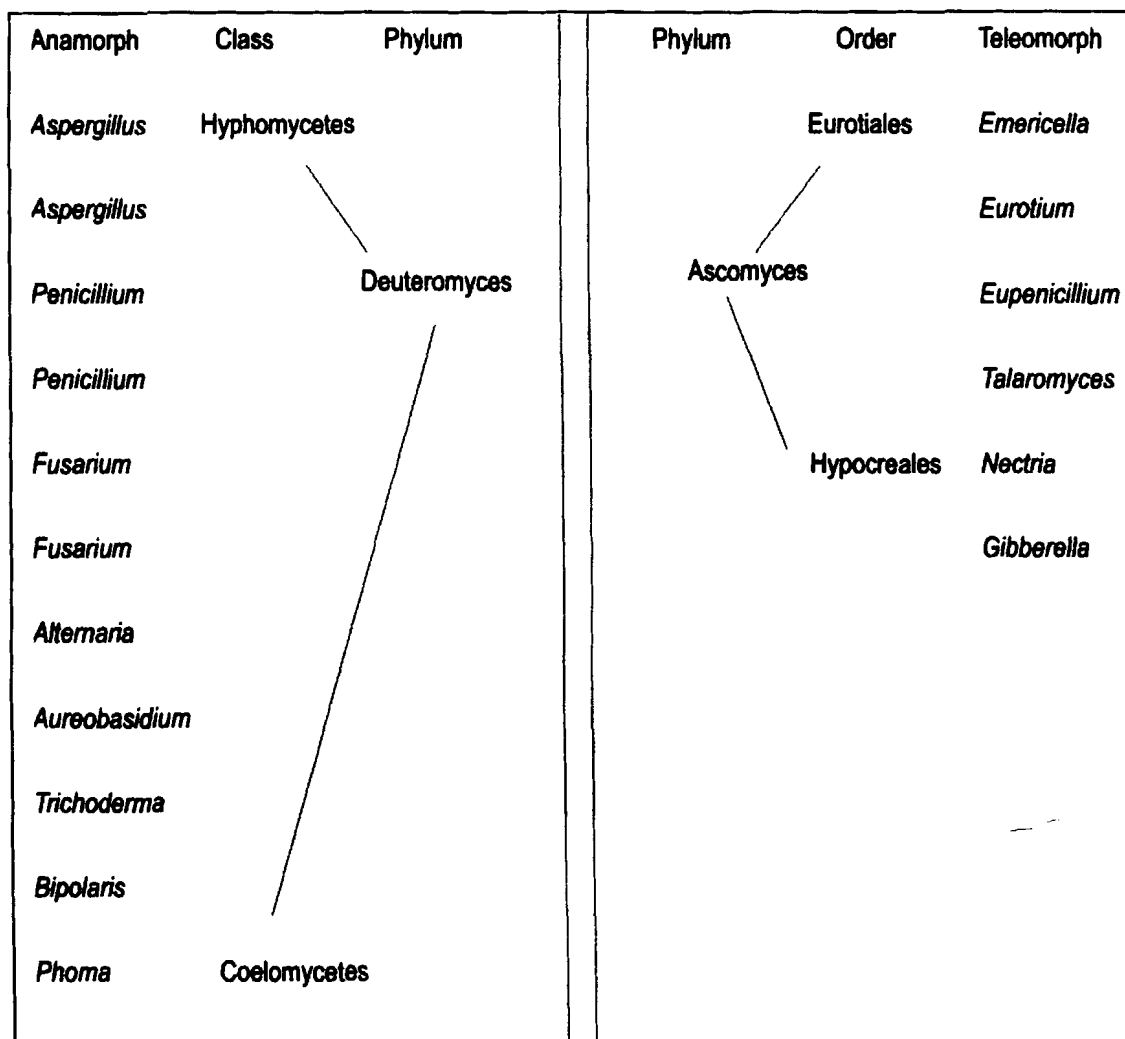 Anamorph Class Phylum Phylum Order Teleomorph
Aspergillus Hyphomycetes Eurotiales Emericella
Aspergillus Eurotium
Deuteromyces Ascomyces
Penicillium Eupenicillium
Penicillium Talaromyces
Fusarium Hypocreales Nectria
Fusarium Gibberella
Alternaria
Aureobasidium
Trichoderma
Bipolaris
Phoma Coelomycetes